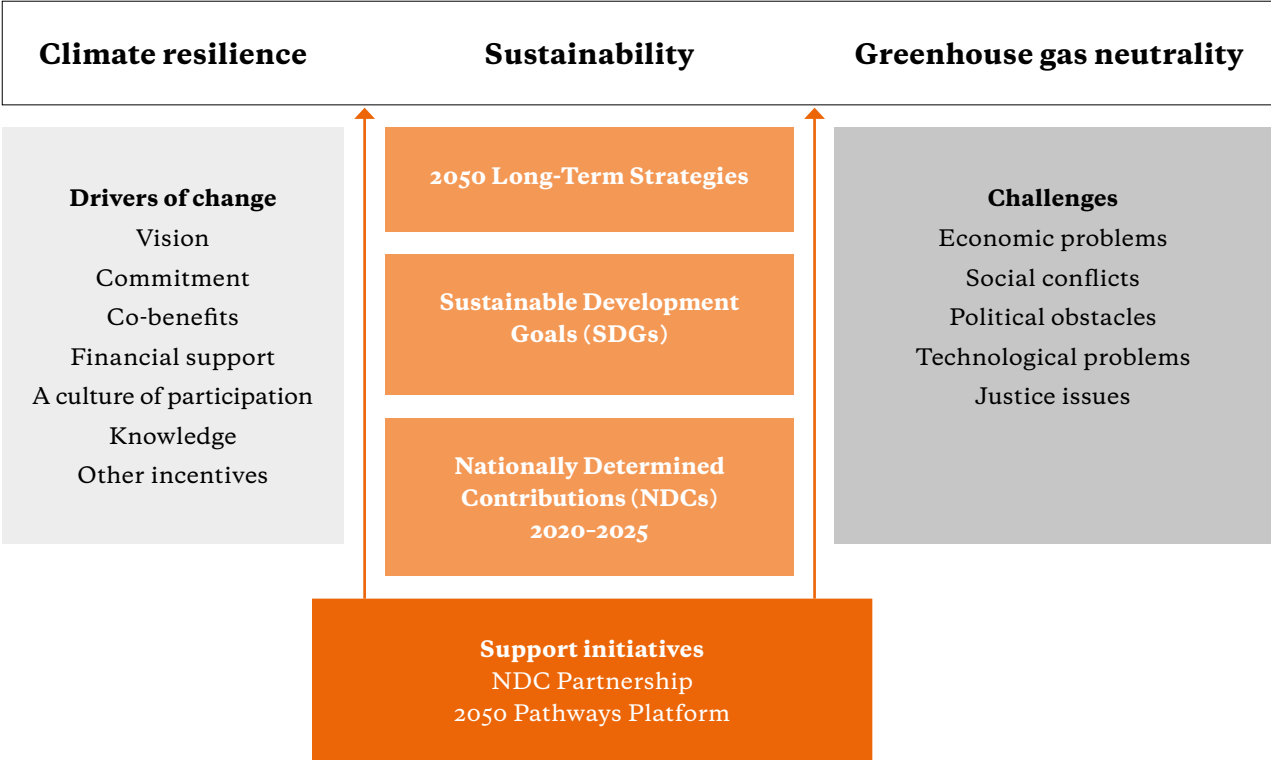 Climate resilience
Sustainability
Greenhouse gas neutrality
Drivers of change
Vision
Commitment
Co-benefits
Financial support
A culture of participation
Knowledge
Other incentives
2050 Long-Term Strategies
Sustainable Development
Goals (SDGs)
Nationally Determined
Contributions (NDCs)
2020–2025
Challenges
Economic problems
Social conflicts
Political obstacles
Technological problems
Justice issues
Support initiatives
NDC Partnership
2050 Pathways Platform